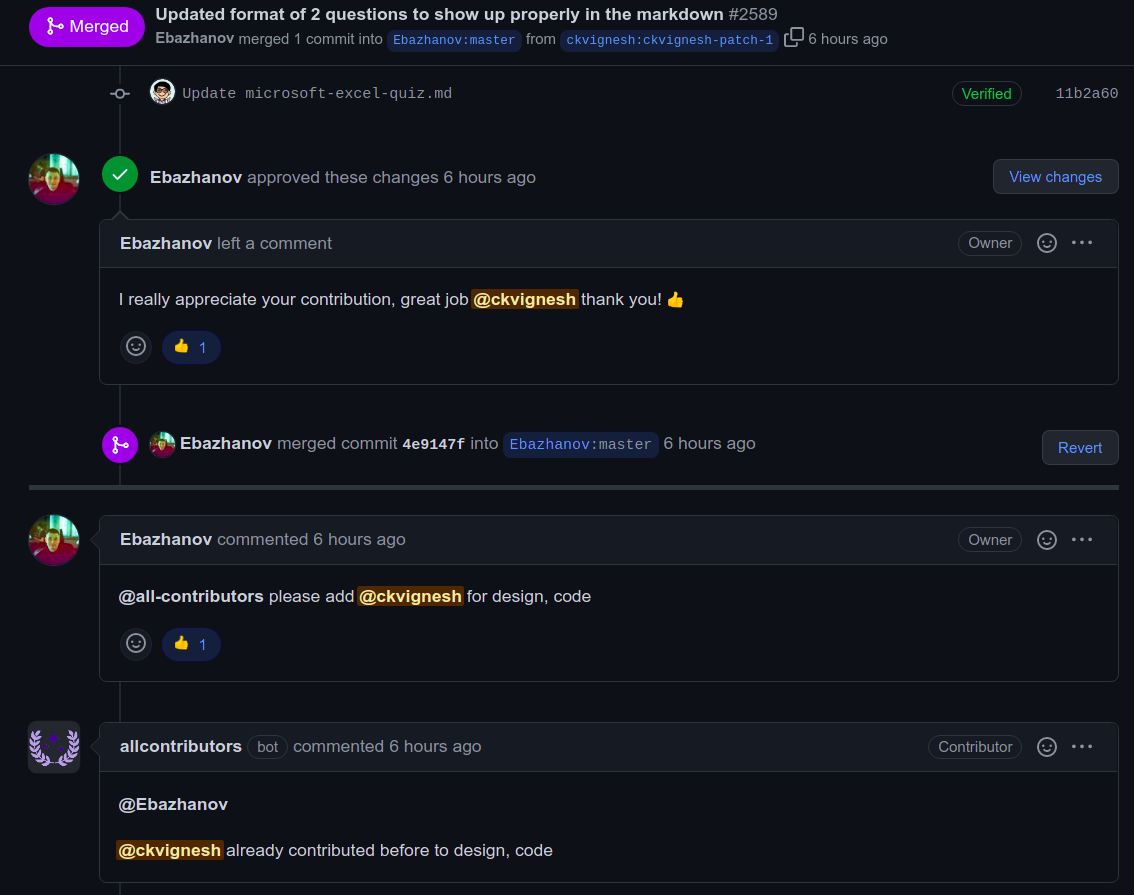 Merged
Updated format of 2 questions to show up properly in the markdown #2589
Ebazhanov merged 1 commit into Ebazhanov:master from ckvignesh:ckvignesh-patch-1 6 hours ago
Update microsoft-excel-quiz.md Verified 11b2a60
Ebazhanov approved these changes 6 hours ago View changes
Ebazhanov left a comment Owner
I really appreciate your contribution, great job @ckvignesh thank you! 👍
👍 1
Ebazhanov merged commit 4e9147f into Ebazhanov:master 6 hours ago Revert
Ebazhanov commented 6 hours ago Owner
@all-contributors please add @ckvignesh for design, code
👍 1
allcontributors bot commented 6 hours ago Contributor
@Ebazhanov
@ckvignesh already contributed before to design, code